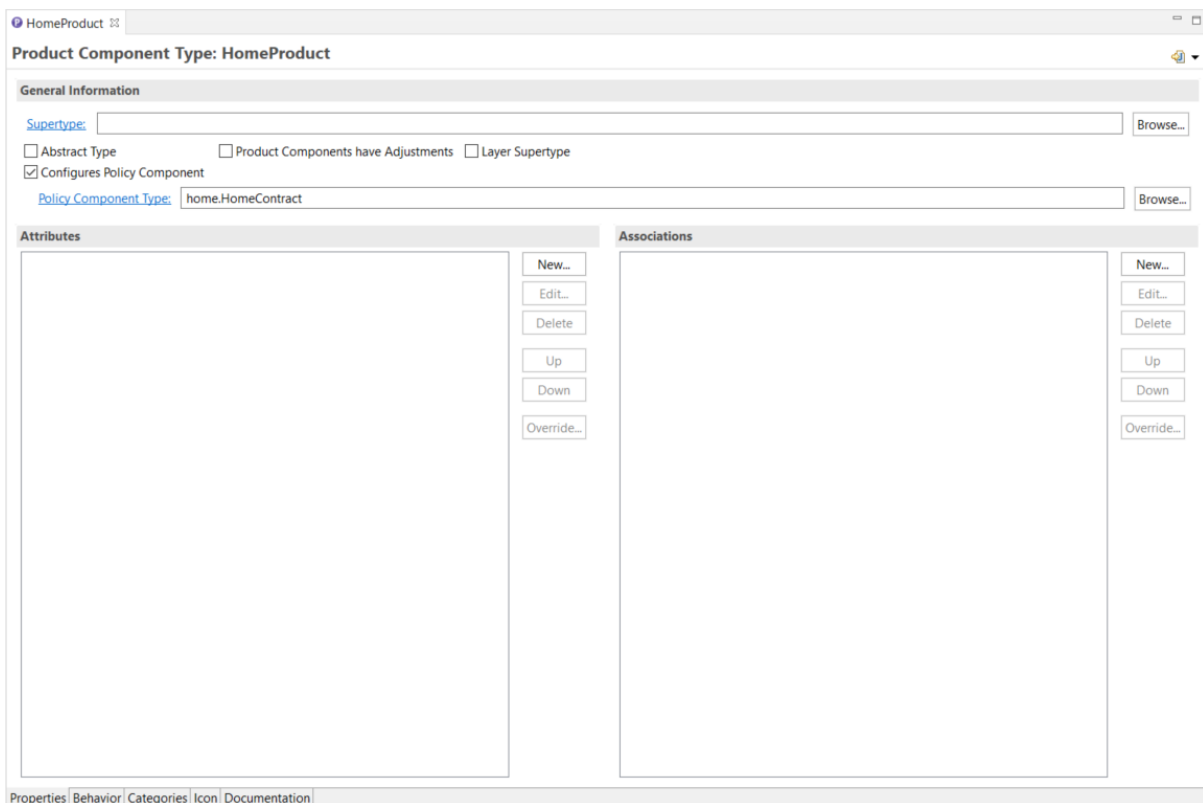 HomeProduct
Product Component Type: HomeProduct
General Information
Supertype: Browse...
Abstract Type Product Components have Adjustments Layer Supertype
Configures Policy Component
Policy Component Type: home.HomeContract Browse...
Attributes Associations
New... New...
Edit... Edit...
Delete Delete
Up Up
Down Down
Override... Override...
Properties Behavior Categories Icon Documentation